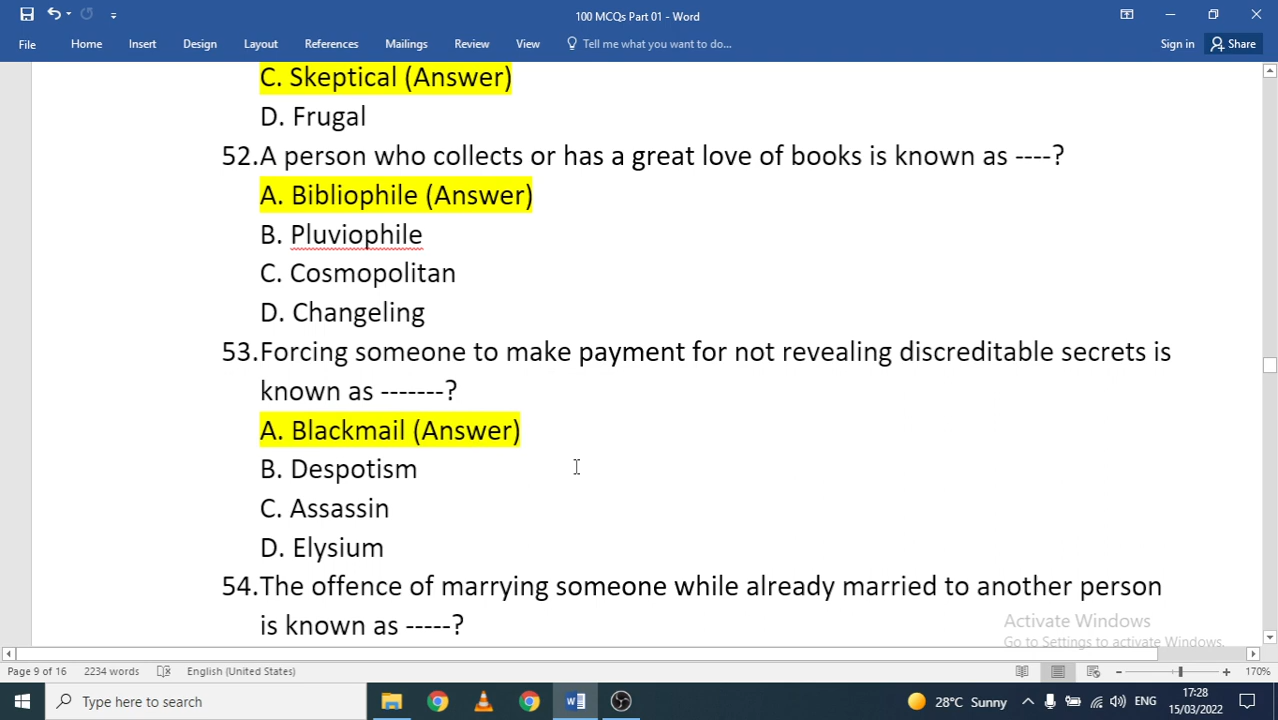 100 MCQs Part 01 - Word
File Home Insert Design Layout References Mailings Review View Tell me what you want to do... Sign in Share
C. Skeptical (Answer)
D. Frugal
52.A person who collects or has a great love of books is known as ----?
A. Bibliophile (Answer)
B. Pluviophile
C. Cosmopolitan
D. Changeling
53.Forcing someone to make payment for not revealing discreditable secrets is
known as -------?
A. Blackmail (Answer)
B. Despotism
C. Assassin
D. Elysium
54.The offence of marrying someone while already married to another person
is known as -----?
Activate Windows
Go to Settings to activate Windows.
Page 9 of 16 2234 words English (United States) 170%
Type here to search 28°C Sunny ENG 17:28
15/03/2022